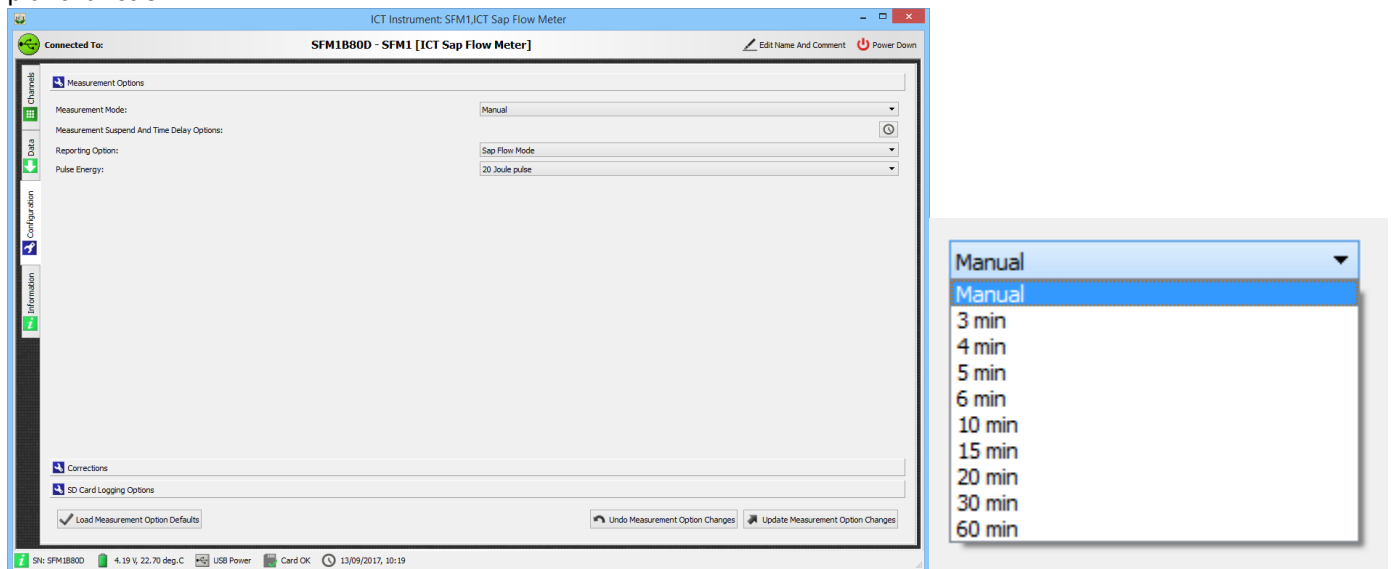 ICT Instrument: SFM1,ICT Sap Flow Meter
Connected To:
SFM1B80D - SFM1 [ICT Sap Flow Meter]
Edit Name And Comment
Power Down
Channels
Data
Configuration
Information
Measurement Options
Measurement Mode:
Manual
Measurement Suspend And Time Delay Options:
Reporting Option:
Sap Flow Mode
Pulse Energy:
20 Joule pulse
Corrections
SD Card Logging Options
Load Measurement Option Defaults
Undo Measurement Option Changes
Update Measurement Option Changes
SN: SFM1B80D
4.19 V, 22.70 deg.C
USB Power
Card OK
13/09/2017, 10:19
Manual
Manual
3 min
4 min
5 min
6 min
10 min
15 min
20 min
30 min
60 min